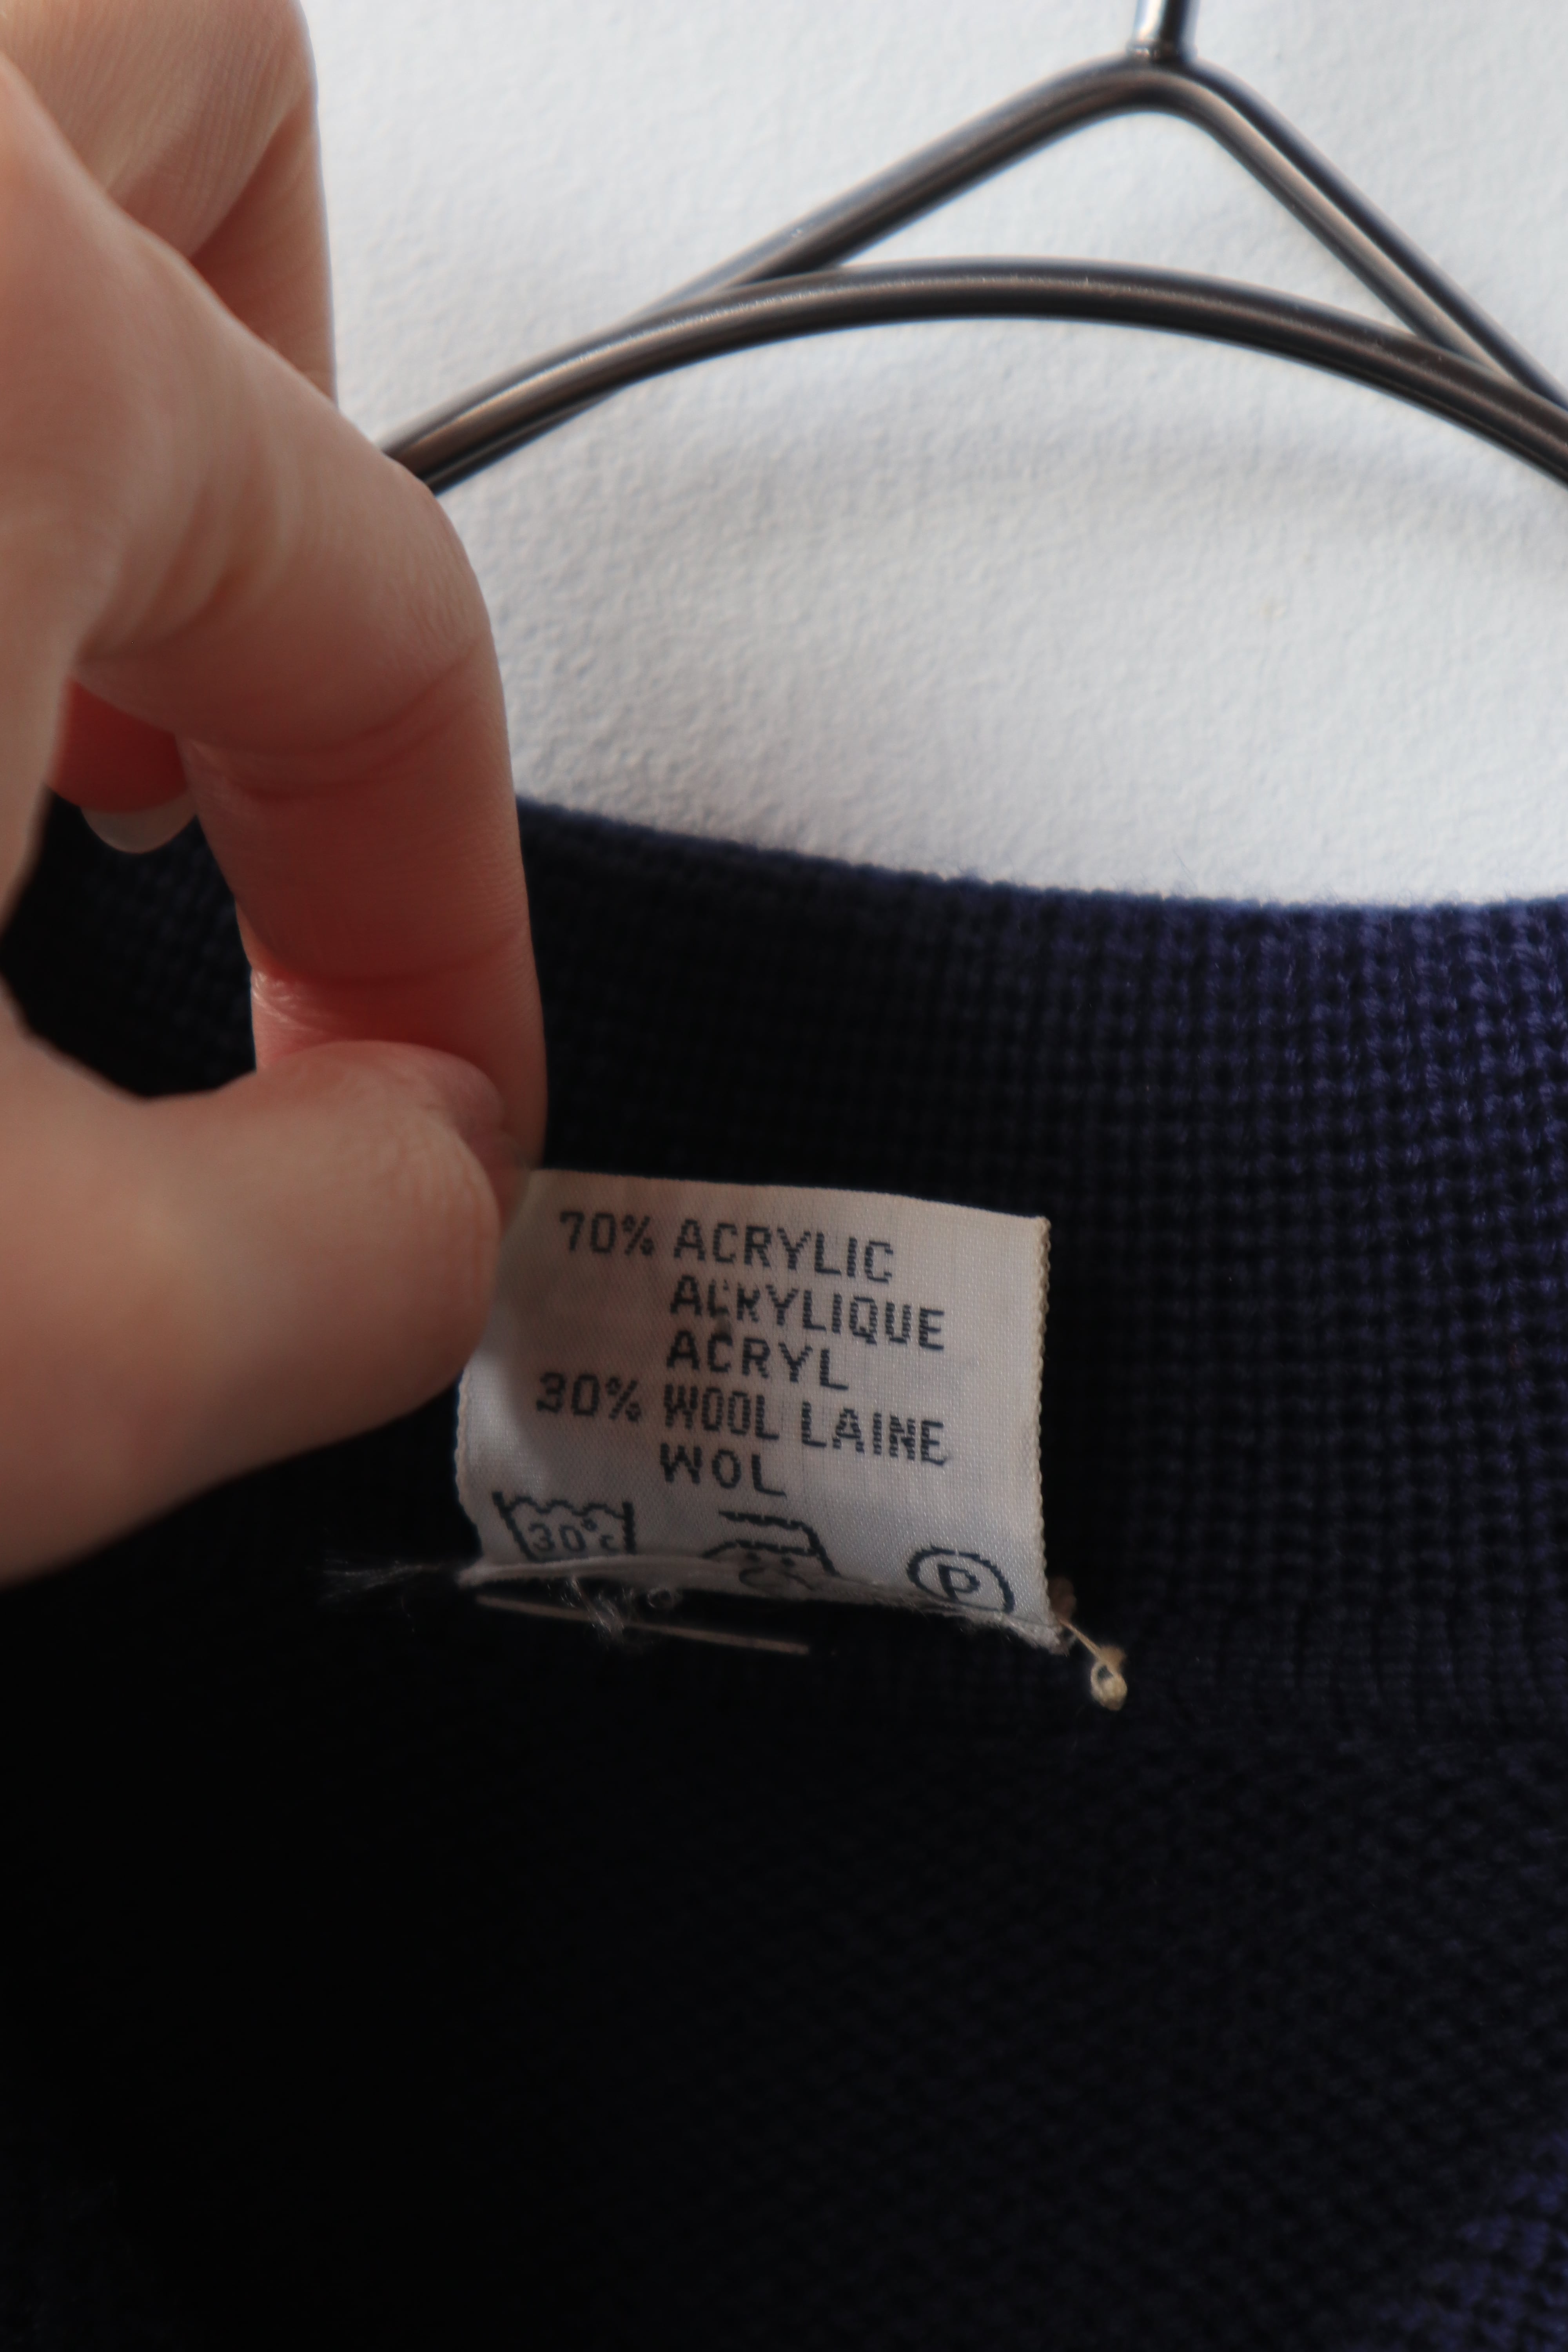 70% ACRYLIC
ACRYLIQUE
ACRYL
30% WOOL LAINE
WOL
30°c P